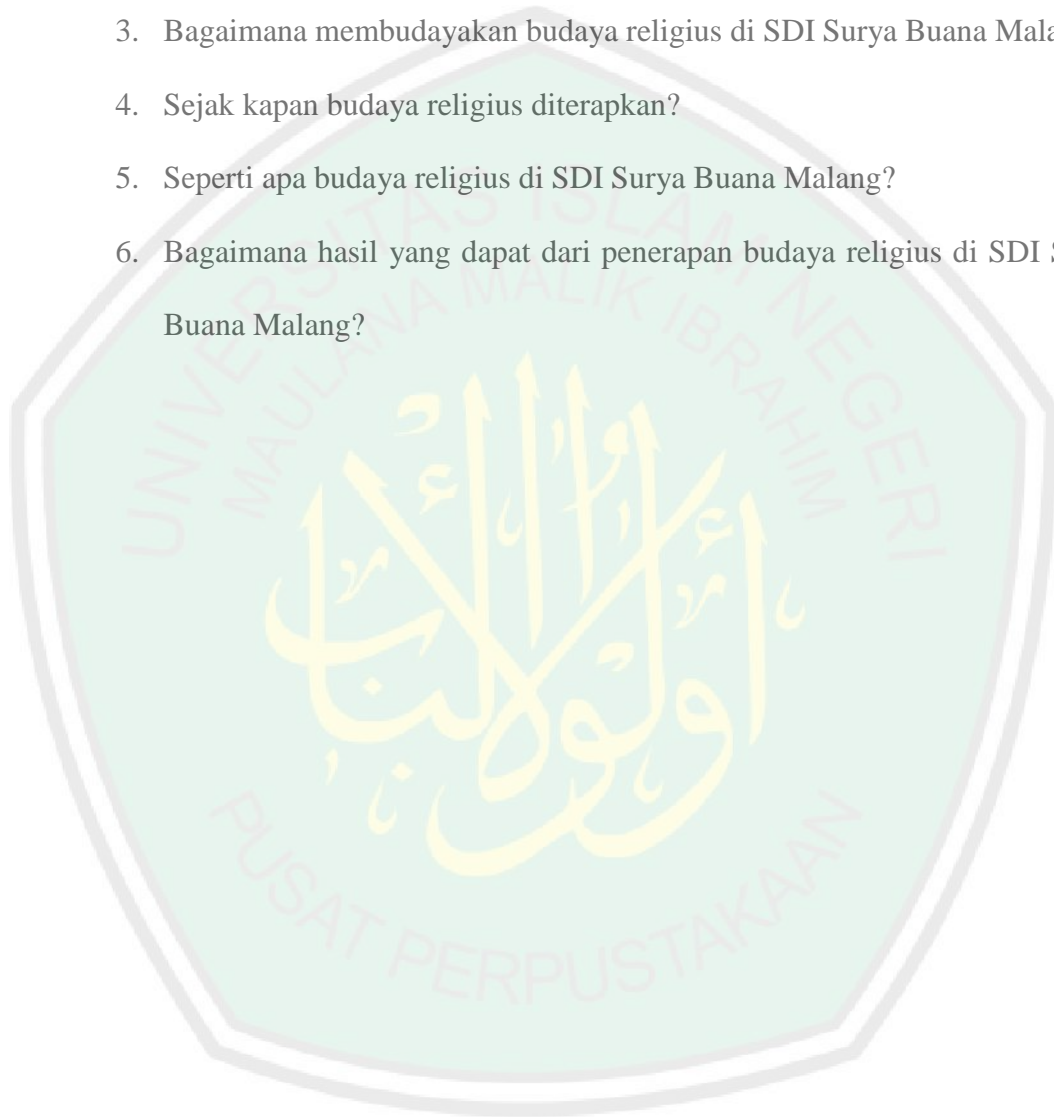 3. Bagaimana membudayakan budaya religius di SDI Surya Buana
4. Sejak kapan budaya religius diterapkan?
5. Seperti apa budaya religius di SDI Surya Buana Malang?
6. Bagaimana hasil yang dapat dari penerapan budaya religius di SDI
Buana Malang?
UNIVERSITAS ISLAM NEGERI
MAULANA MALIK IBRAHIM
أولوا الألباب
PUSAT PERPUSTAKAAN